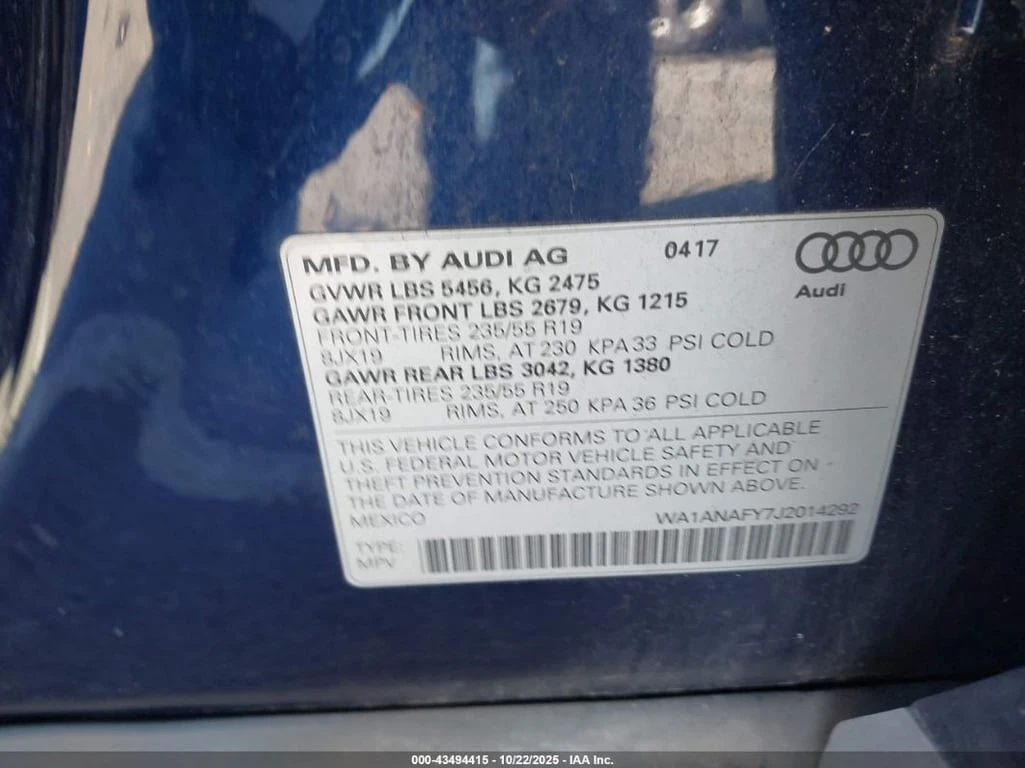 MFD. BY AUDI AG 0417
Audi
GVWR LBS 5456, KG 2475
GAWR FRONT LBS 2679, KG 1215
FRONT-TIRES 235/55 R19
8JX19 RIMS, AT 230 KPA 33 PSI COLD
GAWR REAR LBS 3042, KG 1380
REAR-TIRES 235/55 R19
8JX19 RIMS, AT 250 KPA 36 PSI COLD
THIS VEHICLE CONFORMS TO ALL APPLICABLE
U.S. FEDERAL MOTOR VEHICLE SAFETY AND
THEFT PREVENTION STANDARDS IN EFFECT ON
THE DATE OF MANUFACTURE SHOWN ABOVE.
MEXICO WA1ANAFY7J2014292
TYPE:
MPV
000-43494415 - 10/22/2025 - IAA Inc.